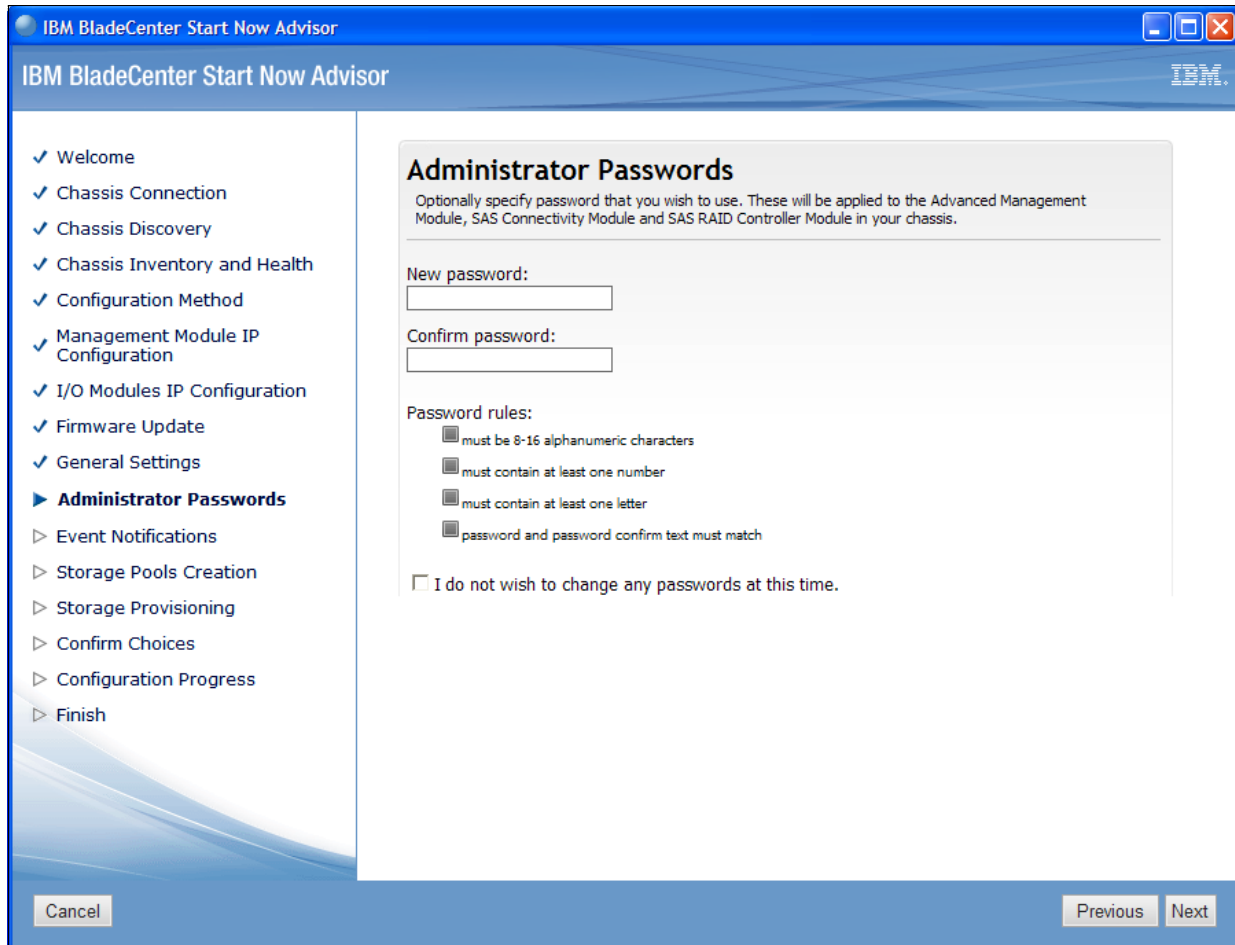 IBM BladeCenter Start Now Advisor
IBM BladeCenter Start Now Advisor
IBM.
Welcome
Chassis Connection
Chassis Discovery
Chassis Inventory and Health
Configuration Method
Management Module IP
Configuration
I/O Modules IP Configuration
Firmware Update
General Settings
Administrator Passwords
Event Notifications
Storage Pools Creation
Storage Provisioning
Confirm Choices
Configuration Progress
Finish
Administrator Passwords
Optionally specify password that you wish to use. These will be applied to the Advanced Management
Module, SAS Connectivity Module and SAS RAID Controller Module in your chassis.
New password:
Confirm password:
Password rules:
must be 8-16 alphanumeric characters
must contain at least one number
must contain at least one letter
password and password confirm text must match
I do not wish to change any passwords at this time.
Cancel
Previous
Next